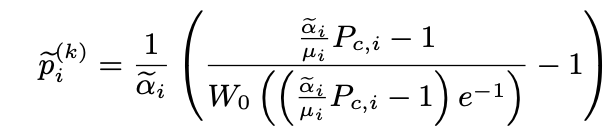 $$\widetilde{p}_i^{(k)} = \frac{1}{\widetilde{\alpha}_i} \left( \frac{\frac{\widetilde{\alpha}_i}{\mu_i} P_{c,i} - 1}{W_0 \left( \left( \frac{\widetilde{\alpha}_i}{\mu_i} P_{c,i} - 1 \right) e^{-1} \right)} - 1 \right)$$